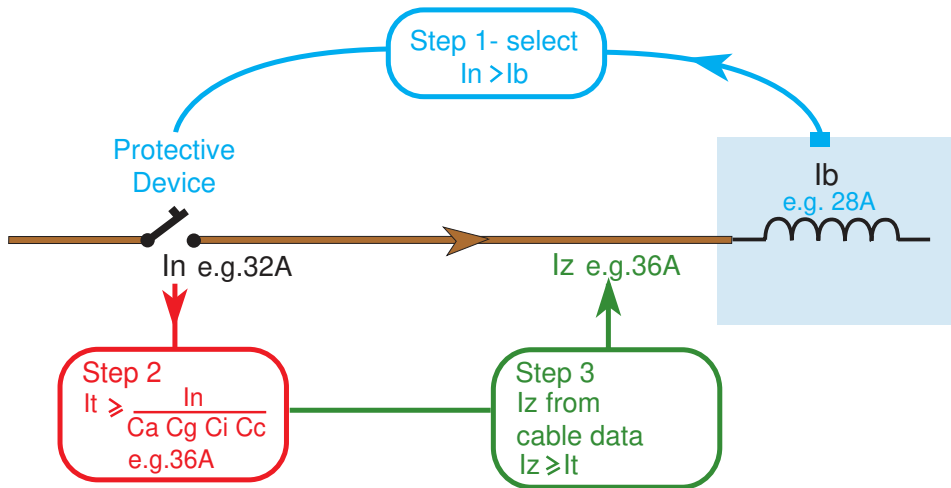 Step 1- select
In >Ib
Protective
Device
Ib
e.g. 28A
In e.g.32A
Iz e.g.36A
Step 2
It ⩾ In
Ca Cg Ci Cc
e.g.36A
Step 3
Iz from
cable data
Iz⩾It